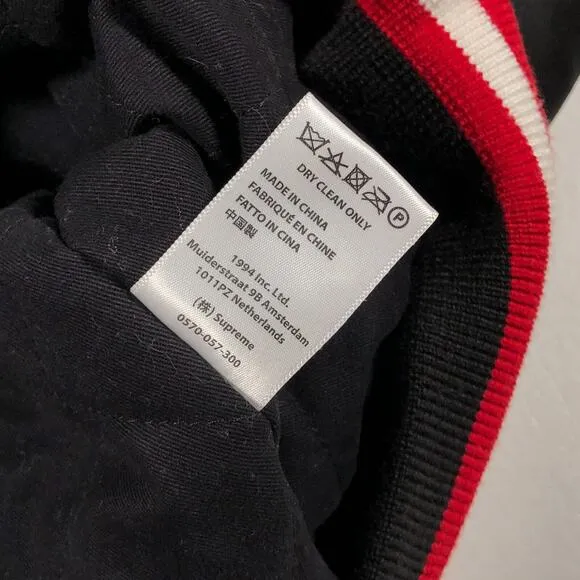 P
DRY CLEAN ONLY
MADE IN CHINA
FABRIQUÉ EN CHINE
FATTO IN CINA
中国製
1994 Inc. Ltd.
Muiderstraat 9B Amsterdam
1011PZ Netherlands
(株) Supreme
0570-057-300